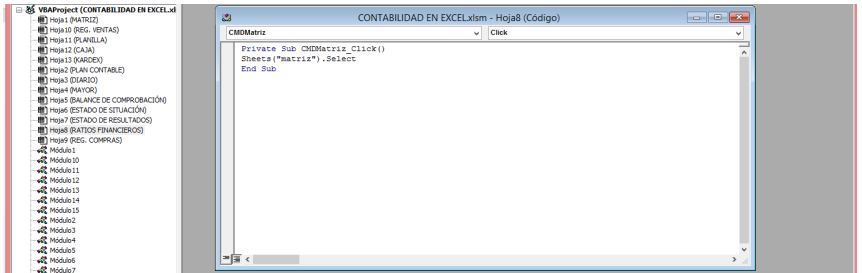 VBAProject (CONTABILIDAD EN EXCEL.xl
Hoja1 (MATRIZ)
Hoja10 (REG. VENTAS)
Hoja11 (PLANILLA)
Hoja12 (CAJA)
Hoja13 (KARDEX)
Hoja2 (PLAN CONTABLE)
Hoja3 (DIARIO)
Hoja4 (MAYOR)
Hoja5 (BALANCE DE COMPROBACIÓN)
Hoja6 (ESTADO DE SITUACIÓN)
Hoja7 (ESTADO DE RESULTADOS)
Hoja8 (RATIOS FINANCIEROS)
Hoja9 (REG. COMPRAS)
Módulo1
Módulo10
Módulo11
Módulo12
Módulo13
Módulo14
Módulo15
Módulo2
Módulo3
Módulo4
Módulo5
Módulo6
Módulo7
CONTABILIDAD EN EXCEL.xlsm - Hoja8 (Código)
CMDMatriz
Click
Private Sub CMDMatriz_Click()
Sheets("matriz").Select
End Sub